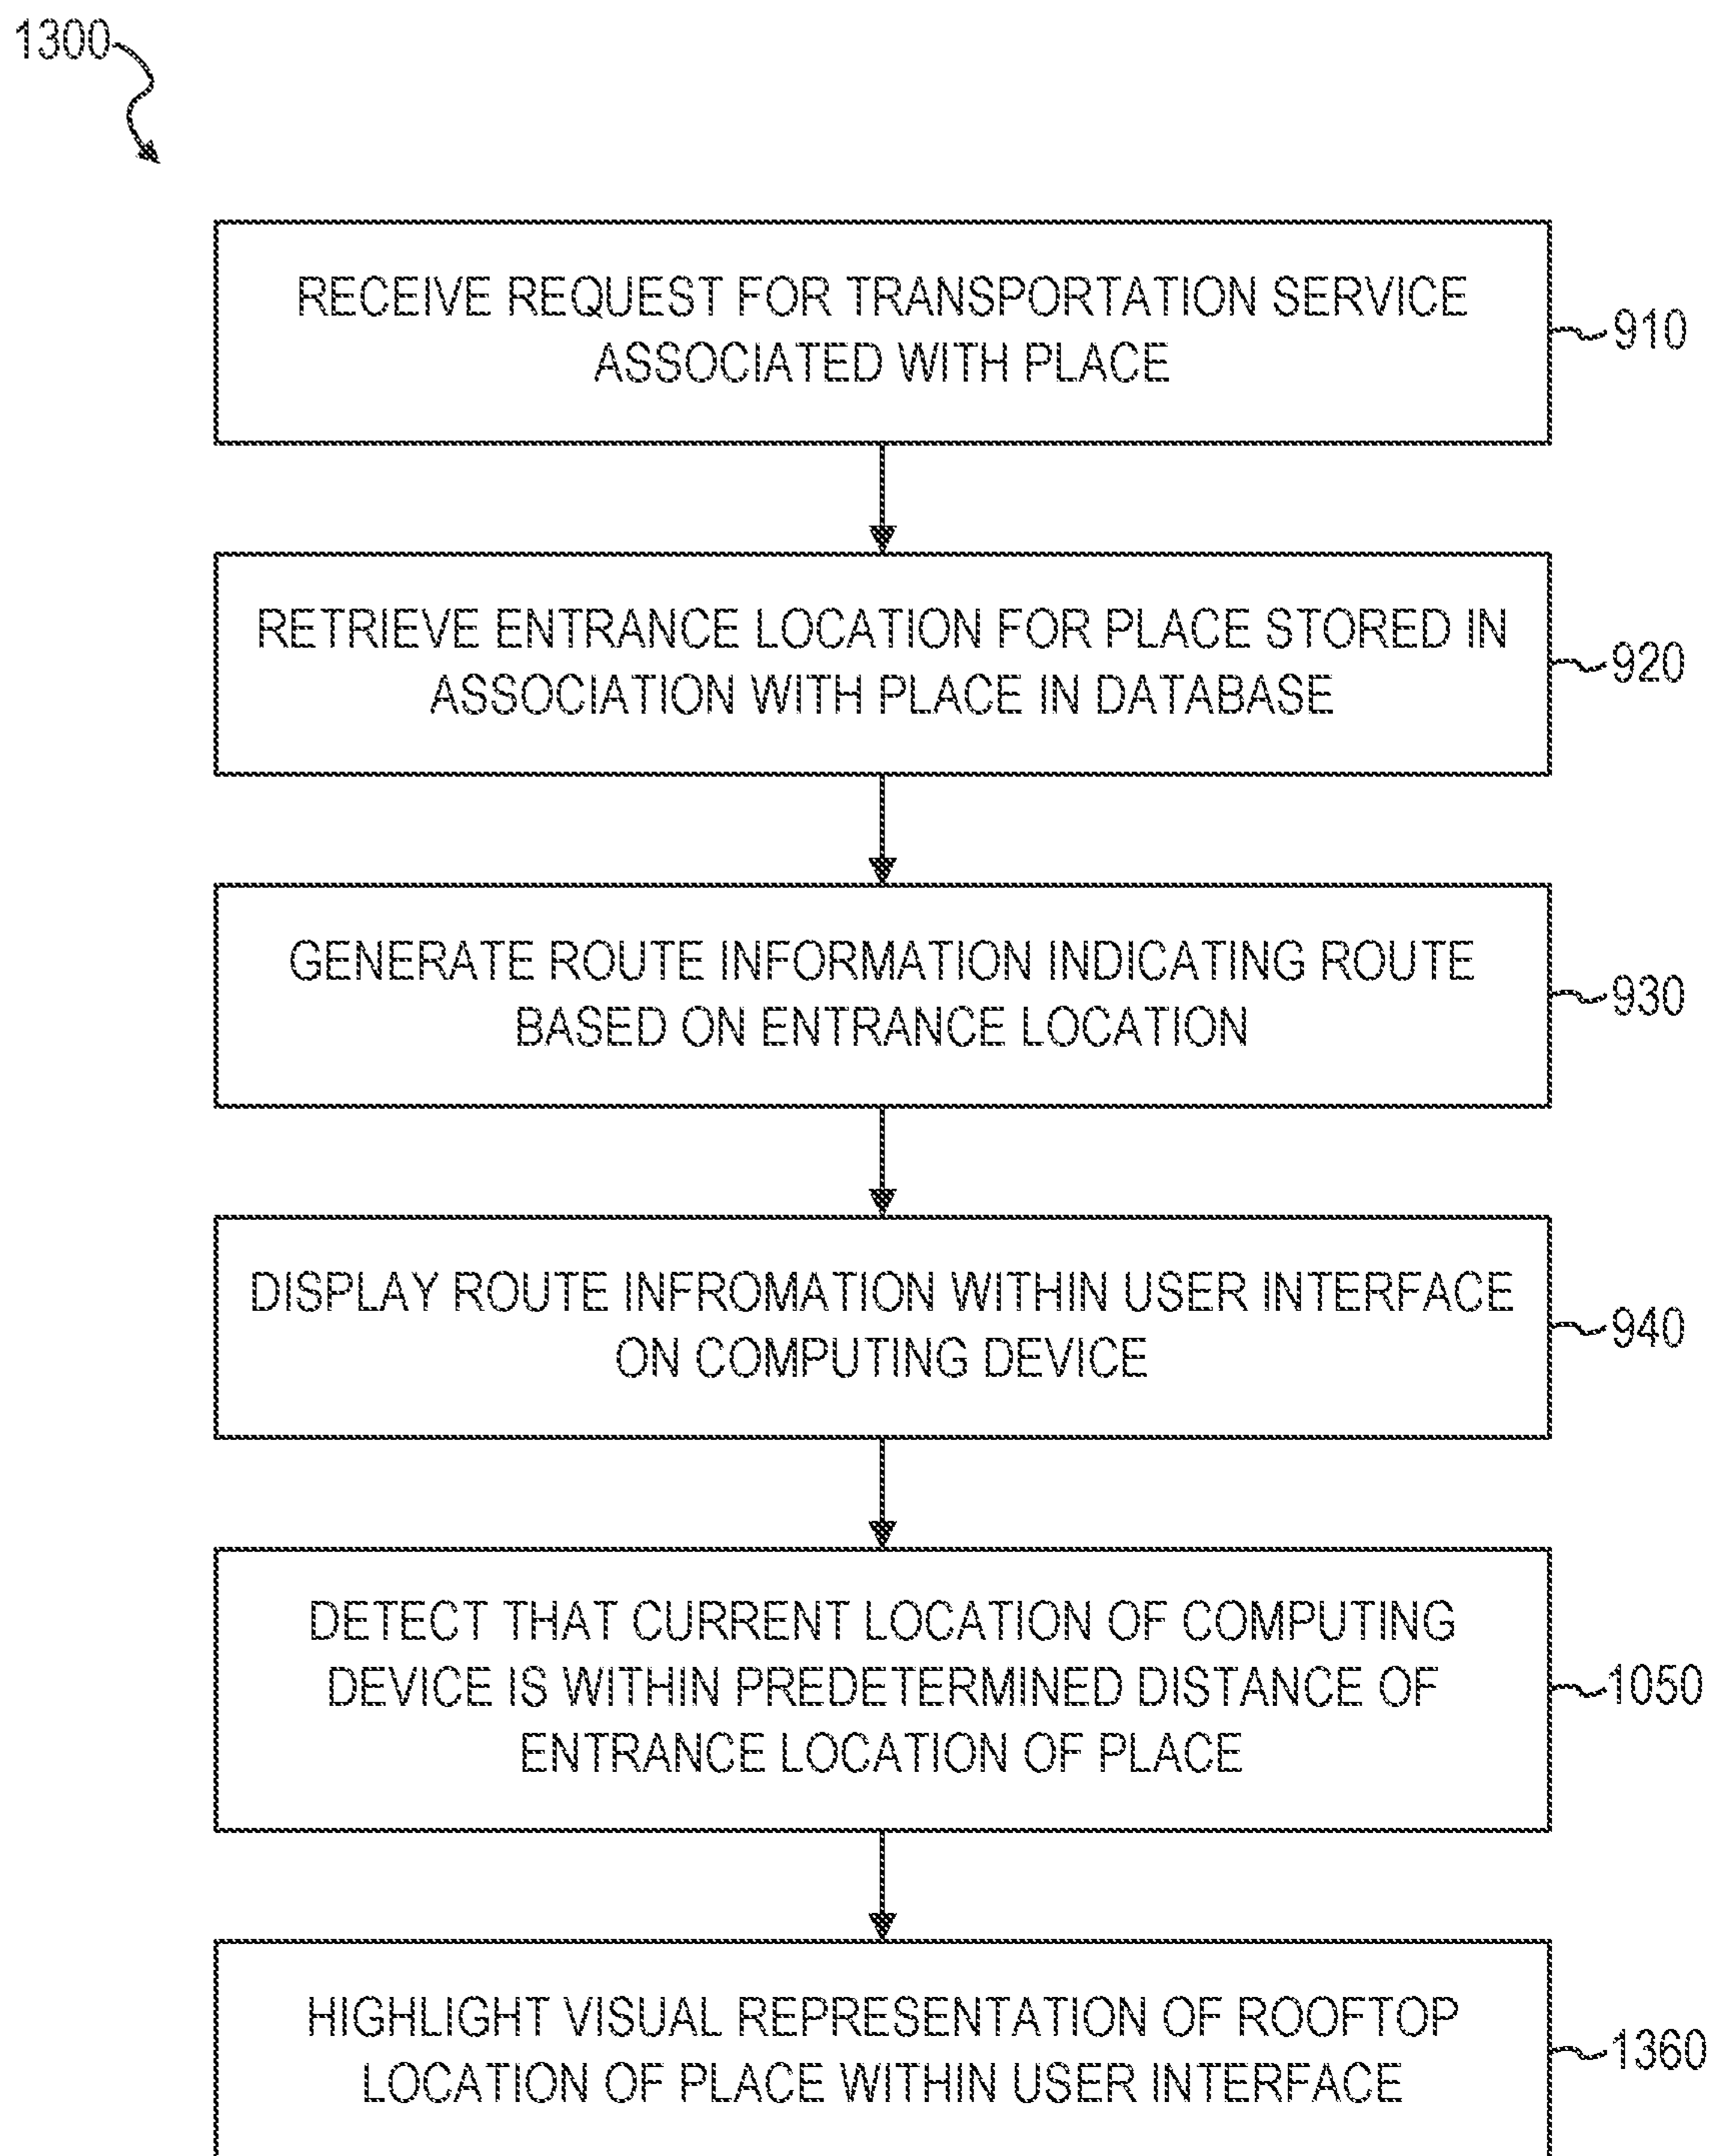 1300
RECEIVE REQUEST FOR TRANSPORTATION SERVICE
ASSOCIATED WITH PLACE
910
RETRIEVE ENTRANCE LOCATION FOR PLACE STORED IN
ASSOCIATION WITH PLACE IN DATABASE
920
GENERATE ROUTE INFORMATION INDICATING ROUTE
BASED ON ENTRANCE LOCATION
930
DISPLAY ROUTE INFROMATION WITHIN USER INTERFACE
ON COMPUTING DEVICE
940
DETECT THAT CURRENT LOCATION OF COMPUTING
DEVICE IS WITHIN PREDETERMINED DISTANCE OF
ENTRANCE LOCATION OF PLACE
1050
HIGHLIGHT VISUAL REPRESENTATION OF ROOFTOP
LOCATION OF PLACE WITHIN USER INTERFACE
1360